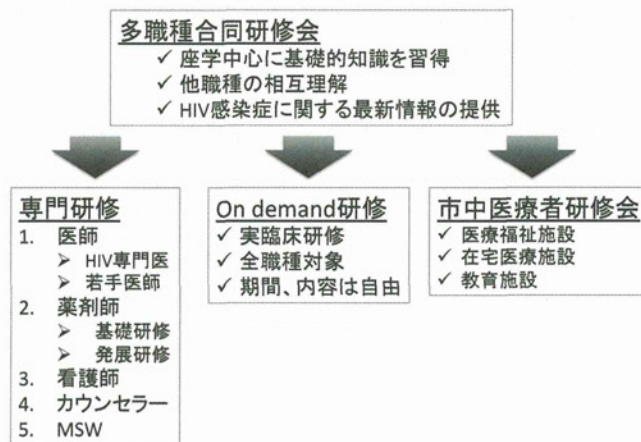 多職種合同研修会
✓ 座学中心に基礎的知識を習得
✓ 他職種の相互理解
✓ HIV感染症に関する最新情報の提供
専門研修
1. 医師
➢ HIV専門医
➢ 若手医師
2. 薬剤師
➢ 基礎研修
➢ 発展研修
3. 看護師
4. カウンセラー
5. MSW
On demand研修
✓ 実臨床研修
✓ 全職種対象
✓ 期間、内容は自由
市中医療者研修会
✓ 医療福祉施設
✓ 在宅医療施設
✓ 教育施設